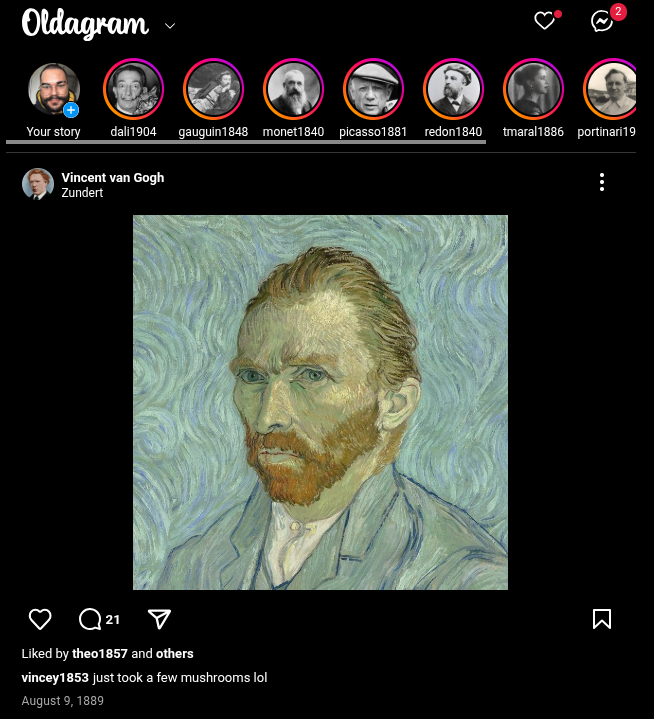 Oldagram
2
Your story
dali1904
gauguin1848
monet1840
picasso1881
redon1840
tmaral1886
portinari19
Vincent van Gogh
Zundert
21
Liked by theo1857 and others
vincey1853 just took a few mushrooms lol
August 9, 1889